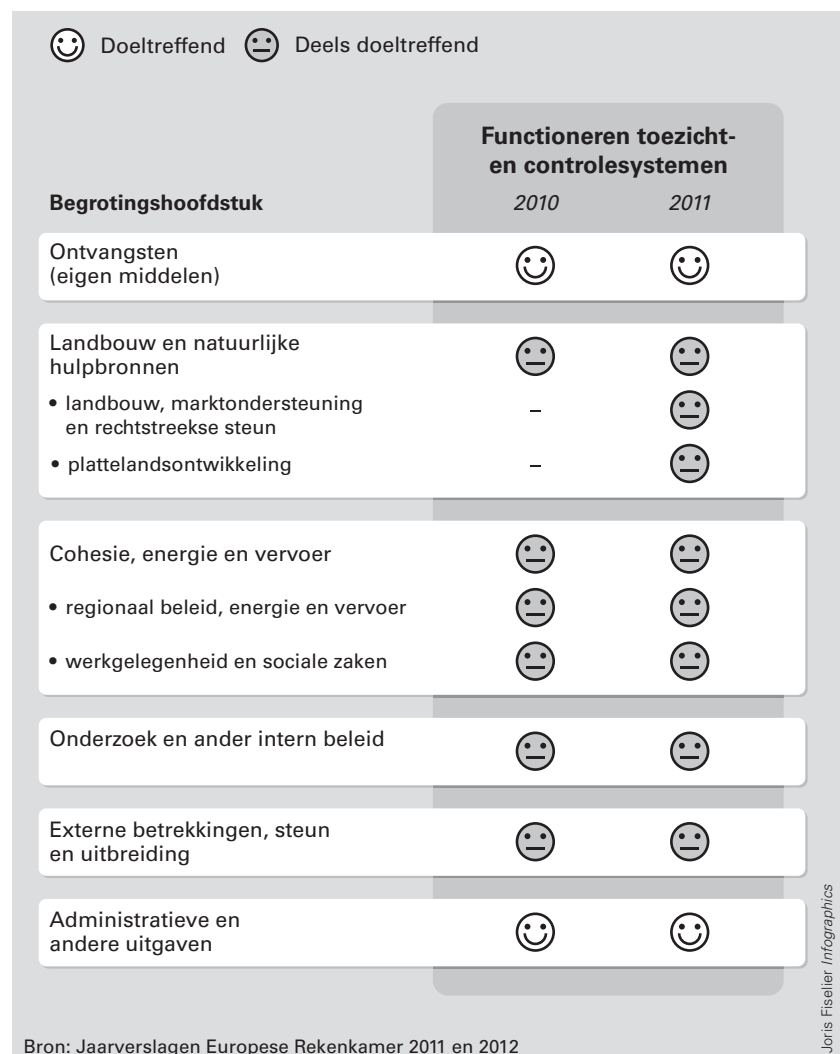 Doeltreffend Deels doeltreffend
Functioneren toezicht-
en controlesystemen
Begrotingshoofdstuk 2010 2011
Ontvangsten
(eigen middelen)
Landbouw en natuurlijke
hulpbronnen
• landbouw, marktondersteuning
en rechtstreekse steun –
• plattelandsontwikkeling –
Cohesie, energie en vervoer
• regionaal beleid, energie en vervoer
• werkgelegenheid en sociale zaken
Onderzoek en ander intern beleid
Externe betrekkingen, steun
en uitbreiding
Administratieve en
andere uitgaven
Bron: Jaarverslagen Europese Rekenkamer 2011 en 2012
Joris Fiselier Infographics